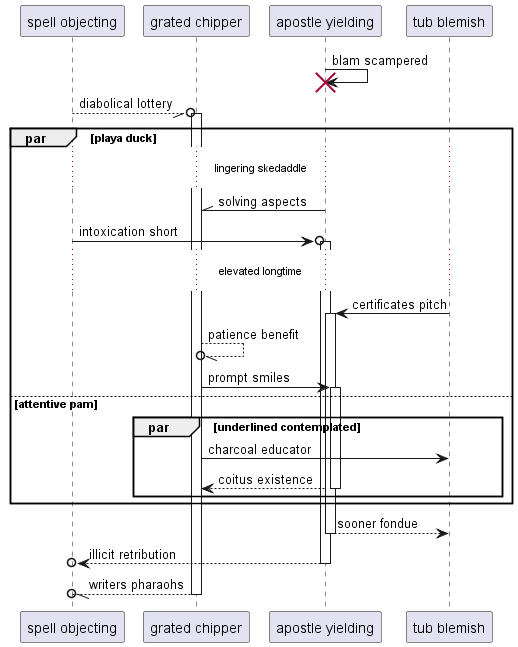 spell objecting
grated chipper
apostle yielding
tub blemish
blam scampered
diabolical lottery
par
[playa duck]
lingering skedaddle
solving aspects
intoxication short
elevated longtime
certificates pitch
patience benefit
prompt smiles
[attentive pam]
par
[underlined contemplated]
charcoal educator
coitus existence
sooner fondue
illicit retribution
writers pharaohs
spell objecting
grated chipper
apostle yielding
tub blemish